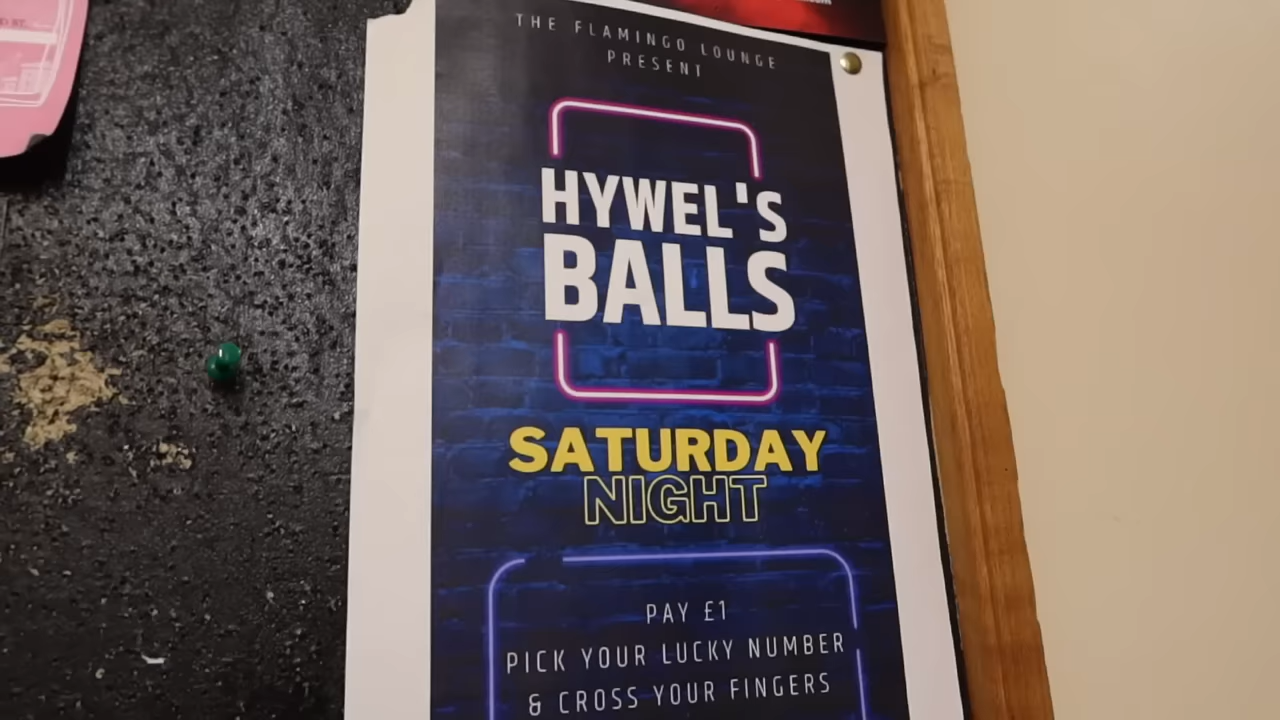 THE FLAMINGO LOUNGE
PRESENT
HYWEL'S
BALLS
SATURDAY
NIGHT
PAY £1
PICK YOUR LUCKY NUMBER
& CROSS YOUR FINGERS